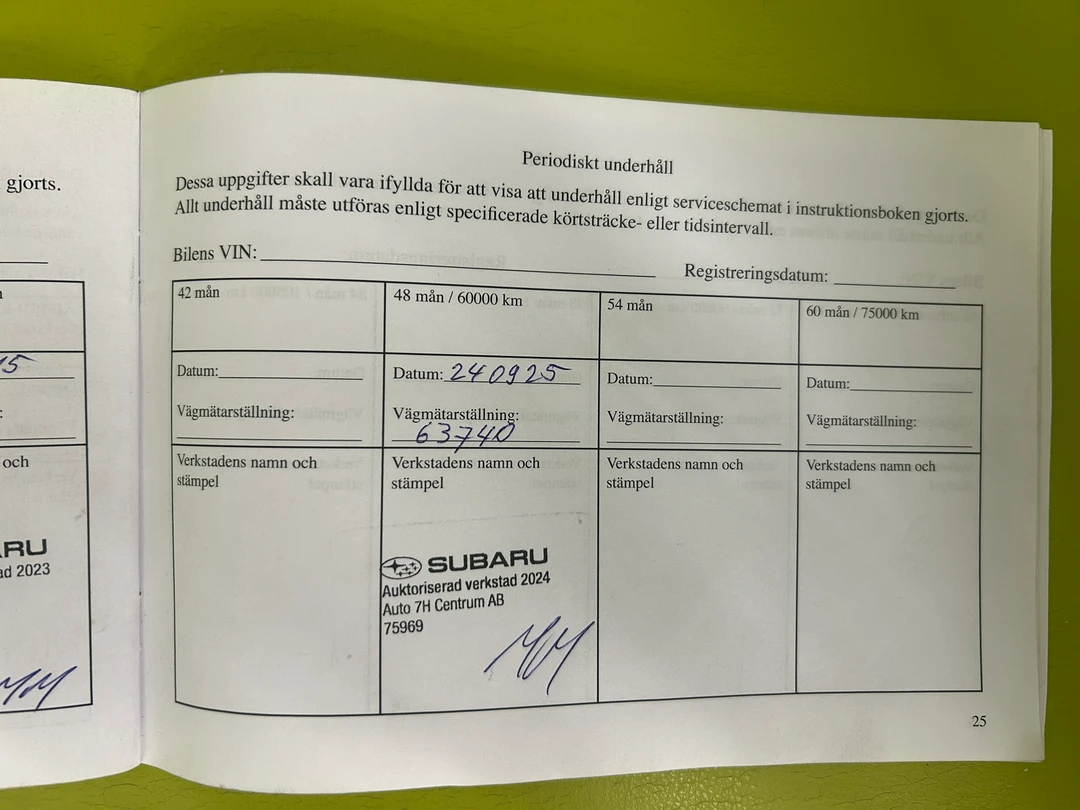 gjorts.
15
och
ARU
ad 2023
Periodiskt underhåll
Dessa uppgifter skall vara ifyllda för att visa att underhåll enligt serviceschemat i instruktionsboken gjorts.
Allt underhåll måste utföras enligt specificerade körtsträcke- eller tidsintervall.
Bilens VIN:
Registreringsdatum:
42 mån
Datum:
Vägmätarställning:
Verkstadens namn och
stämpel
48 mån / 60000 km
Datum: 240925
Vägmätarställning:
63740
Verkstadens namn och
stämpel
SUBARU
Auktoriserad verkstad 2024
Auto 7H Centrum AB
75969
54 mån
Datum:
Vägmätarställning:
Verkstadens namn och
stämpel
60 mån / 75000 km
Datum:
Vägmätarställning:
Verkstadens namn och
stämpel
25